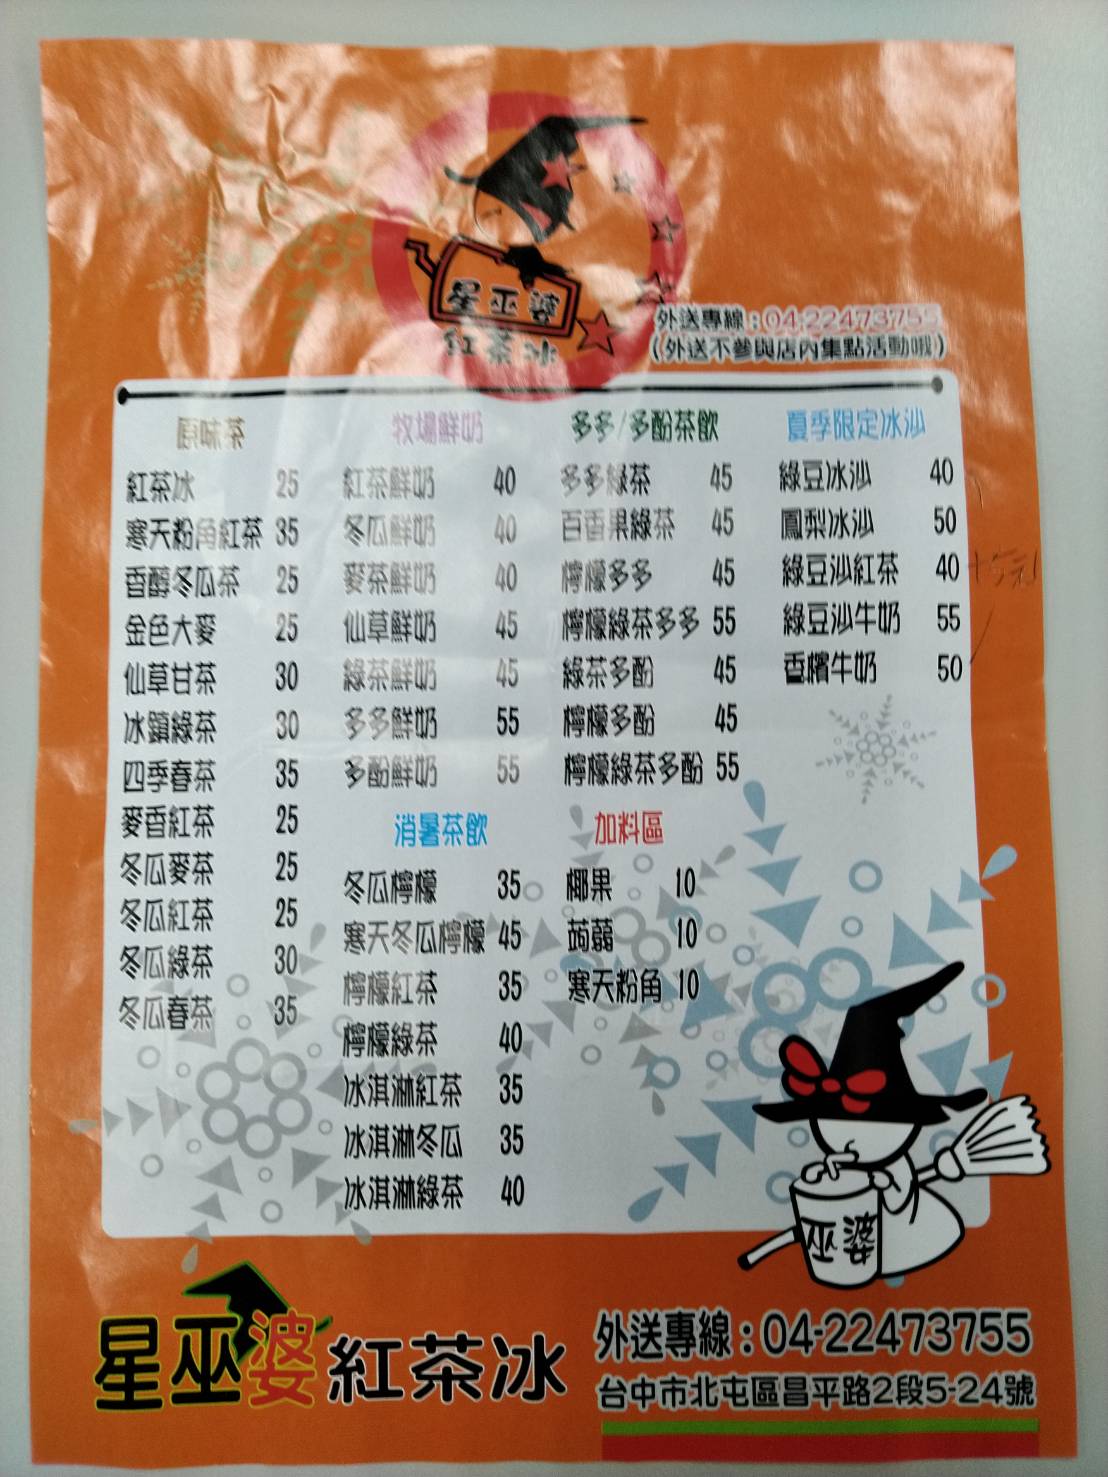 星巫婆
紅茶冰
外送專線:04-22473755
(外送不參與店內集點活動哦)
原味茶
紅茶冰 25
寒天粉角紅茶 35
香醇冬瓜茶 25
金色大麥 25
仙草甘茶 30
冰鎮綠茶 30
四季春茶 35
麥香紅茶 25
冬瓜麥茶 25
冬瓜紅茶 25
冬瓜綠茶 30
冬瓜春茶 35
牧場鮮奶
紅茶鮮奶 40
冬瓜鮮奶 40
麥茶鮮奶 40
仙草鮮奶 45
綠茶鮮奶 45
多多鮮奶 55
多酚鮮奶 55
消暑茶飲
冬瓜檸檬 35
寒天冬瓜檸檬 45
檸檬紅茶 35
檸檬綠茶 40
冰淇淋紅茶 35
冰淇淋冬瓜 35
冰淇淋綠茶 40
多多/多酚茶飲
多多綠茶 45
百香果綠茶 45
檸檬多多 45
檸檬綠茶多多 55
綠茶多酚 45
檸檬多酚 45
檸檬綠茶多酚 55
加料區
椰果 10
蒟蒻 10
寒天粉角 10
夏季限定冰沙
綠豆冰沙 40
鳳梨冰沙 50
綠豆沙紅茶 40
綠豆沙牛奶 55
香檳牛奶 50
+5元
巫婆
星巫婆紅茶冰
外送專線:04-22473755
台中市北屯區昌平路2段5-24號